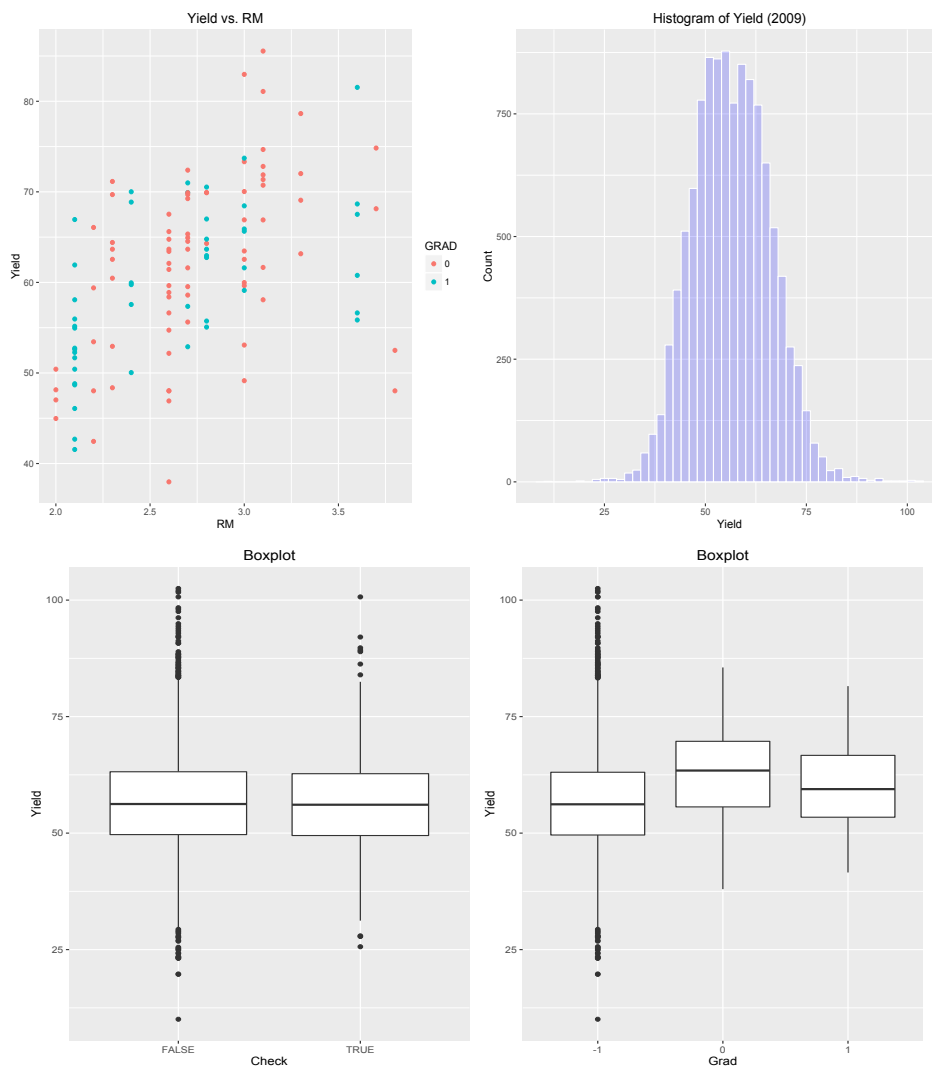 Yield vs. RM
80
70
60
50
40
Yield
2.0 2.5 3.0 3.5
RM
GRAD
0
1
Histogram of Yield (2009)
750
500
250
0
Count
25 50 75 100
Yield
Boxplot
100
75
50
25
Yield
FALSE TRUE
Check
Boxplot
100
75
50
25
Yield
-1 0 1
Grad